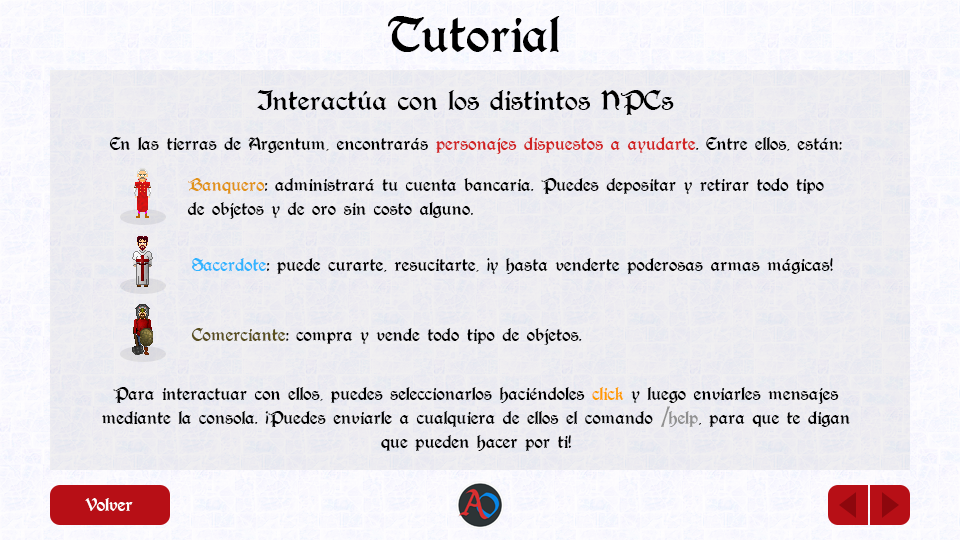 Tutorial
Interactúa con los distintos NPCs
En las tierras de Argentum, encontrarás personajes dispuestos a ayudarte. Entre ellos, están:
Banquero: administrará tu cuenta bancaria. Puedes depositar y retirar todo tipo
de objetos y de oro sin costo alguno.
Sacerdote: puede curarte, resucitarte, ¡y hasta venderte poderosas armas mágicas!
Comerciante: compra y vende todo tipo de objetos.
Para interactuar con ellos, puedes seleccionarlos haciéndoles click y luego enviarles mensajes
mediante la consola. ¡Puedes enviarle a cualquiera de ellos el comando /help, para que te digan
que pueden hacer por ti!
Volver
AO